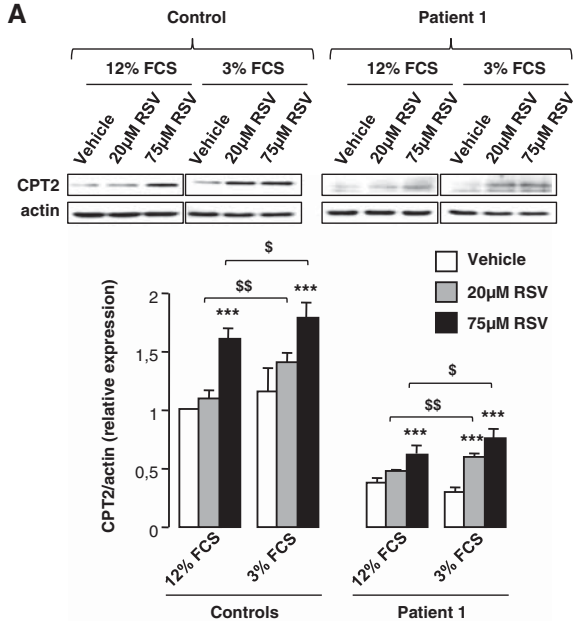 A
Control Patient 1
12% FCS 3% FCS 12% FCS 3% FCS
Vehicle 20µM RSV 75µM RSV Vehicle 20µM RSV 75µM RSV Vehicle 20µM RSV 75µM RSV Vehicle 20µM RSV 75µM RSV
CPT2
actin
$
$$
***
***
Vehicle
20µM RSV
75µM RSV
CPT2/actin (relative expression)
2
1,5
1
0,5
0
$
$$
***
***
***
12% FCS 3% FCS 12% FCS 3% FCS
Controls Patient 1